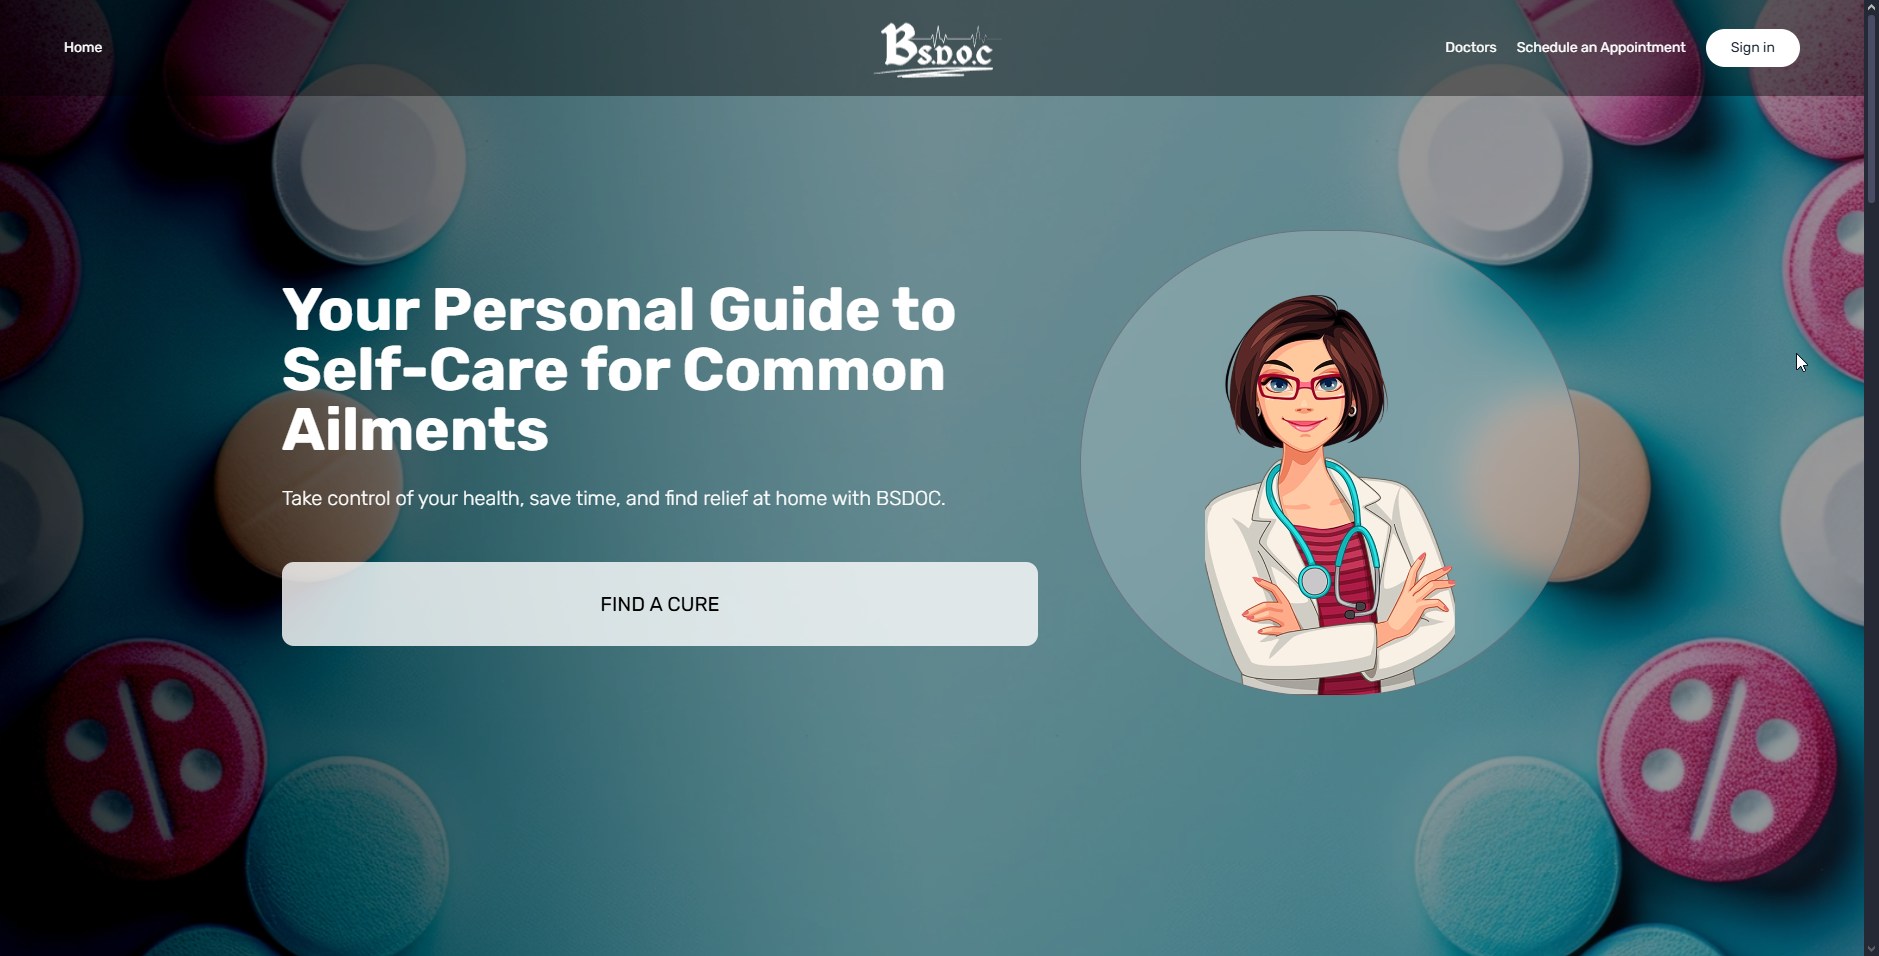 Home
BS.D.O.C
Doctors
Schedule an Appointment
Sign in
Your Personal Guide to
Self-Care for Common
Ailments
Take control of your health, save time, and find relief at home with BSDOC.
FIND A CURE